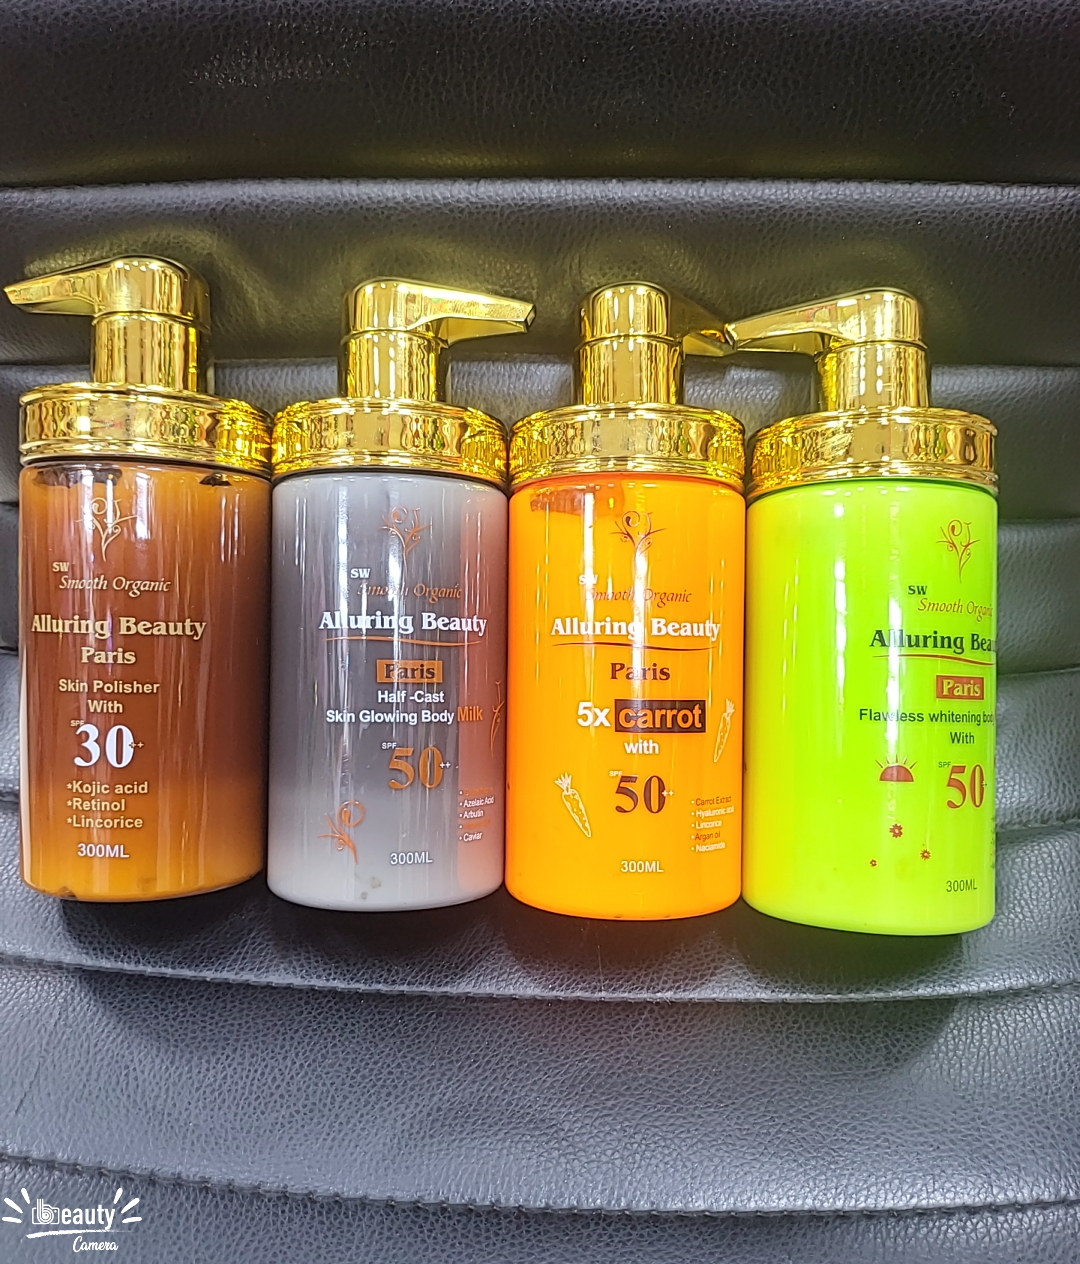 SW
Smooth Organic
Alluring Beauty
Paris
Skin Polisher
With
SPF
30++
*Kojic acid
*Retinol
*Lincorice
300ML
SW
Smooth Organic
Alluring Beauty
Paris
Half -Cast
Skin Glowing Body Milk
SPF
50++
• Azelaic Acid
• Arbutin
• Caviar
300ML
SW
Smooth Organic
Alluring Beauty
Paris
5x carrot
with
SPF
50++
• Carrot Extract
• Hyaluronic acid
• Lincorice
• Argan oil
• Niacinamide
300ML
SW
Smooth Organic
Alluring Beau
Paris
Flawless whitening body
With
SPF
50
300ML
beauty
Camera